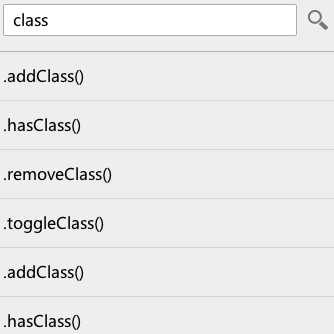 class
.addClass()
.hasClass()
.removeClass()
.toggleClass()
.addClass()
.hasClass()